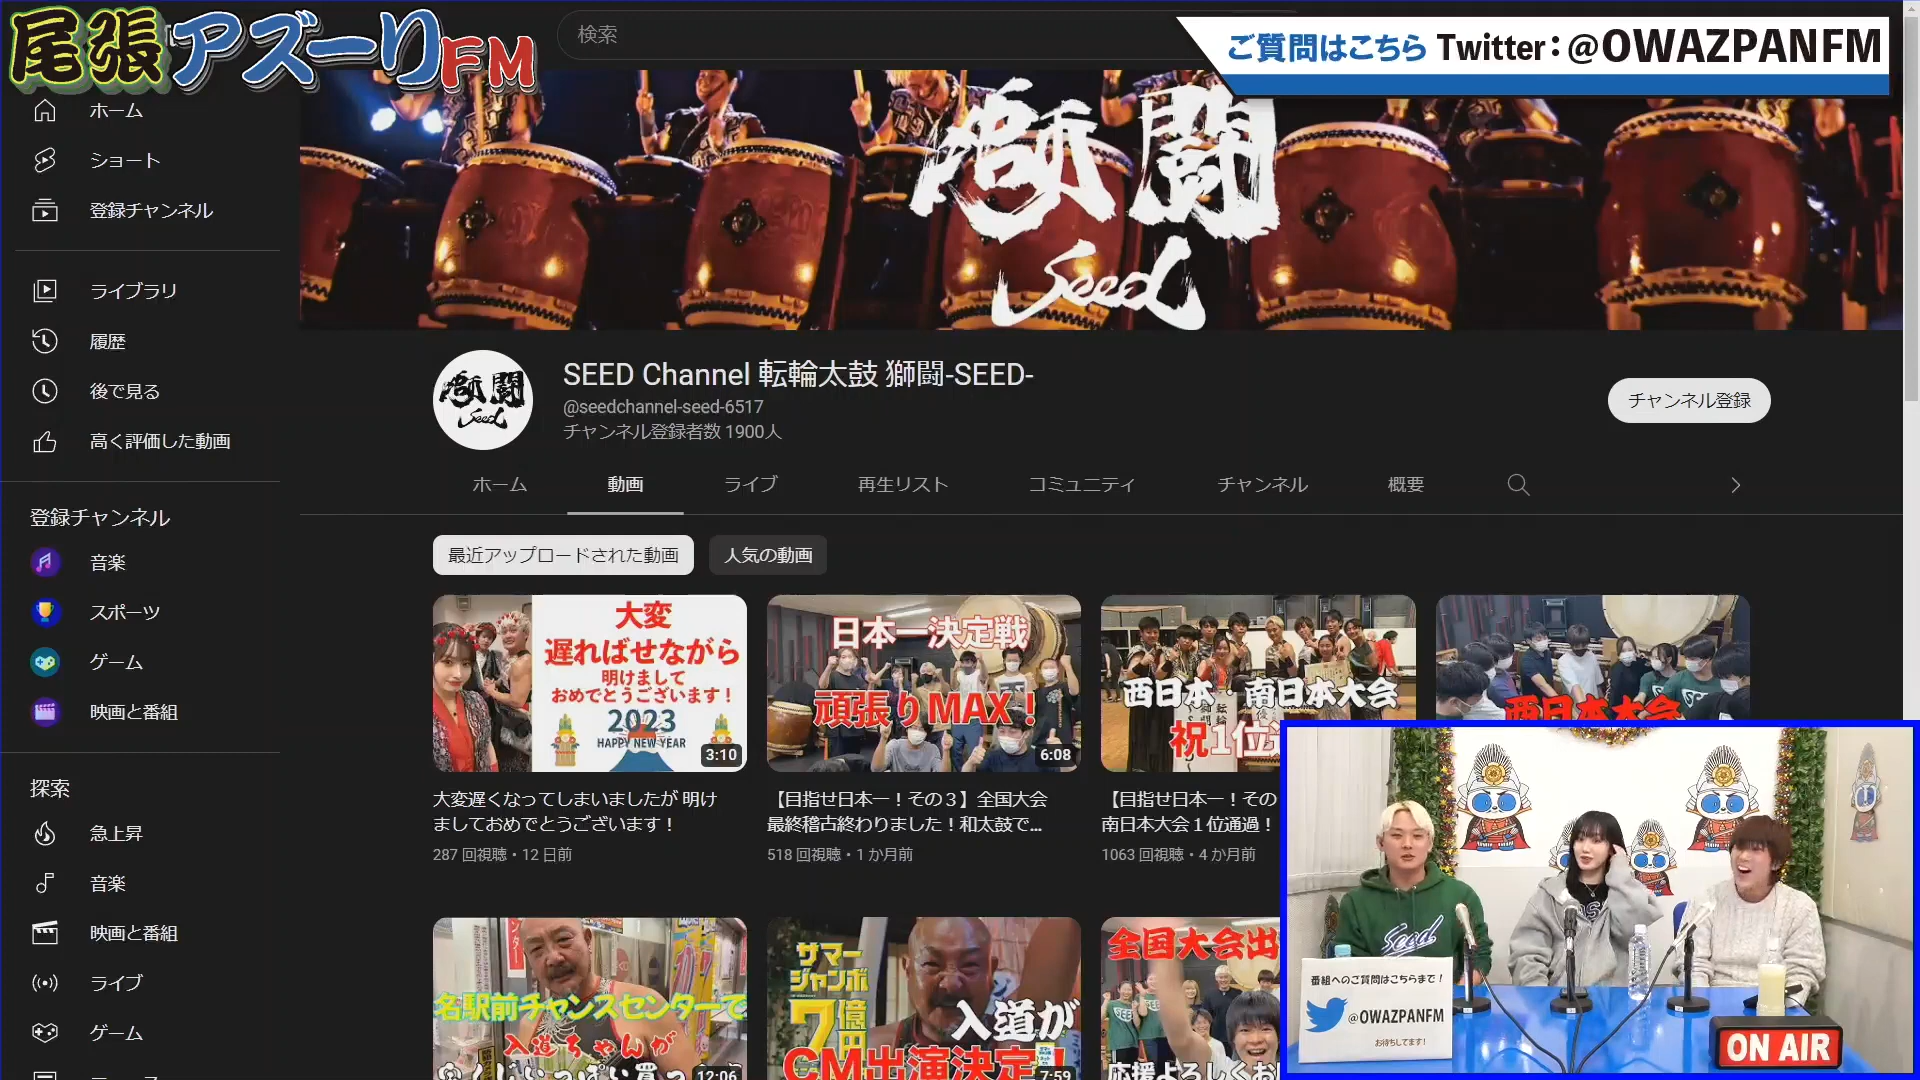 尾張アズーリFM
検索
ご質問はこちら Twitter:@OWAZPANFM
ホーム
ショート
登録チャンネル
ライブラリ
履歴
後で見る
高く評価した動画
登録チャンネル
音楽
スポーツ
ゲーム
映画と番組
探索
急上昇
音楽
映画と番組
ライブ
ゲーム
獅闘
Seed
獅闘
Seed
SEED Channel 転輪太鼓 獅闘-SEED-
@seedchannel-seed-6517
チャンネル登録者数 1900人
チャンネル登録
ホーム
動画
ライブ
再生リスト
コミュニティ
チャンネル
概要
最近アップロードされた動画
人気の動画
大変
遅ればせながら
明けまして
おめでとうございます!
2023
HAPPY NEW YEAR
3:10
大変遅くなってしまいましたが 明け
ましておめでとうございます！
287 回視聴・12 日前
日本一決定戦
頑張りMAX！
6:08
【目指せ日本一！その３】全国大会
最終稽古終わりました！和太鼓で...
518 回視聴・1 か月前
西日本・南日本大会
祝1位
【目指せ日本一！その
南日本大会１位通過！
1063 回視聴・4 か月前
西日本大会
名駅前チャンスセンターで
入道ちゃんが
12:06
サマー
ジャンボ
7億円
入道が
CM出演決定！
7:59
全国大会出
応援よろしくお
Seed
番組へのご質問はこちらまで！
@OWAZPANFM
お待ちしてます!
ON AIR